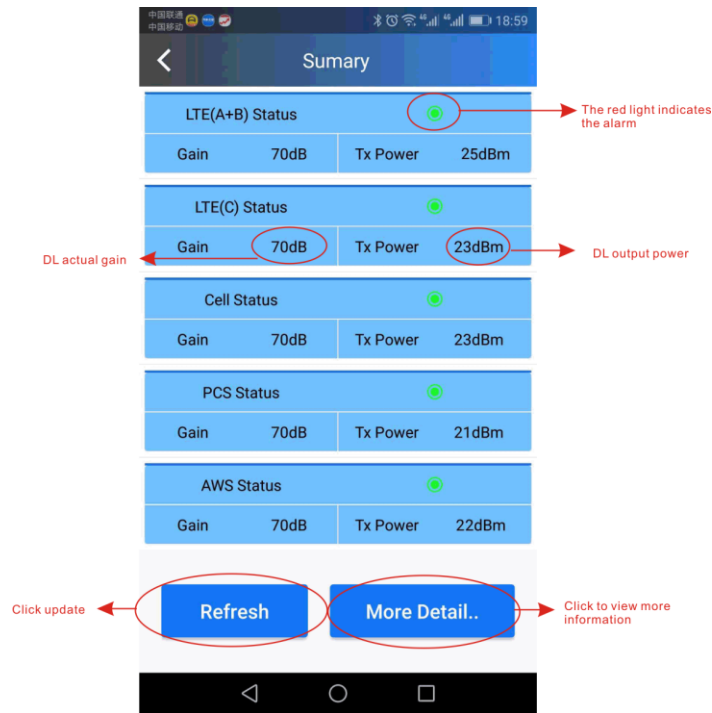 中国联通
中国移动
46 46 18:59
Sumary
LTE(A+B) Status
The red light indicates
the alarm
Gain 70dB Tx Power 25dBm
LTE(C) Status
Gain 70dB Tx Power 23dBm
DL actual gain
DL output power
Cell Status
Gain 70dB Tx Power 23dBm
PCS Status
Gain 70dB Tx Power 21dBm
AWS Status
Gain 70dB Tx Power 22dBm
Click update
Refresh
More Detail..
Click to view more
information